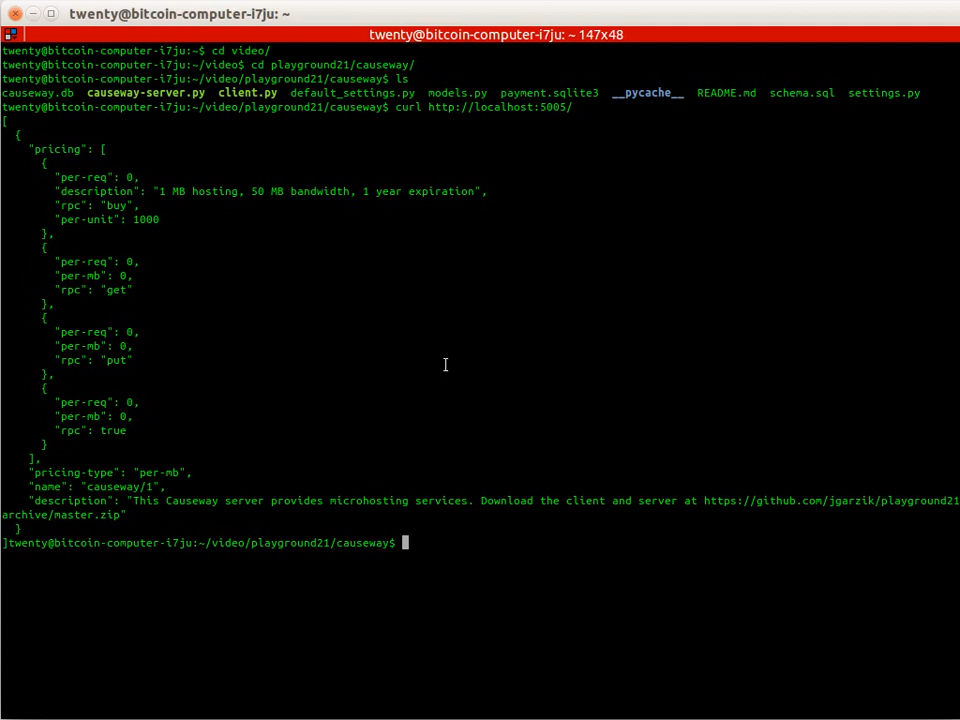 twenty@bitcoin-computer-i7ju: ~
twenty@bitcoin-computer-i7ju: ~ 147x48
twenty@bitcoin-computer-i7ju:~$ cd video/
twenty@bitcoin-computer-i7ju:~/video$ cd playground21/causeway/
twenty@bitcoin-computer-i7ju:~/video/playground21/causeway$ ls
causeway.db  causeway-server.py  client.py  default_settings.py  models.py  payment.sqlite3  __pycache__  README.md  schema.sql  settings.py
twenty@bitcoin-computer-i7ju:~/video/playground21/causeway$ curl http://localhost:5005/
[
  {
    "pricing": [
      {
        "per-req": 0,
        "description": "1 MB hosting, 50 MB bandwidth, 1 year expiration",
        "rpc": "buy",
        "per-unit": 1000
      },
      {
        "per-req": 0,
        "per-mb": 0,
        "rpc": "get"
      },
      {
        "per-req": 0,
        "per-mb": 0,
        "rpc": "put"
      },
      {
        "per-req": 0,
        "per-mb": 0,
        "rpc": true
      }
    ],
    "pricing-type": "per-mb",
    "name": "causeway/1",
    "description": "This Causeway server provides microhosting services. Download the client and server at https://github.com/jgarzik/playground21
archive/master.zip"
  }
]twenty@bitcoin-computer-i7ju:~/video/playground21/causeway$